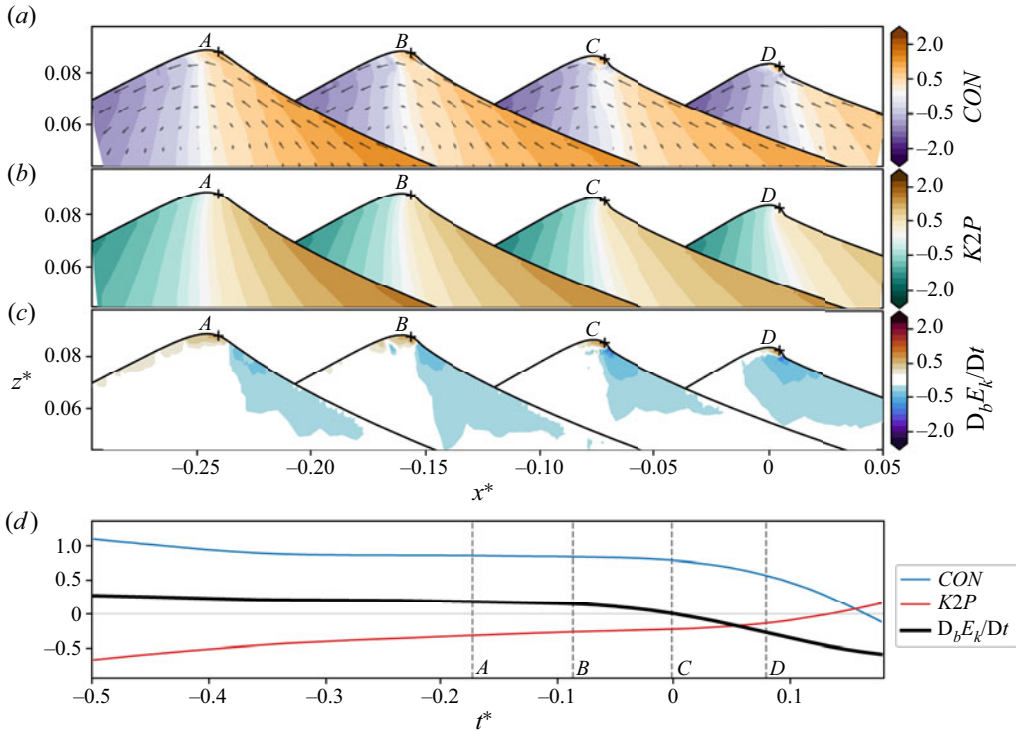 (a)
A
B
C
D
0.08
0.06
2.0
0.5
−0.5
−2.0
CON
(b)
A
B
C
D
0.08
0.06
2.0
0.5
−0.5
−2.0
K2P
(c)
A
B
C
D
0.08
0.06
z*
2.0
0.5
−0.5
−2.0
D_bE_k/Dt
−0.25
−0.20
−0.15
−0.10
−0.05
0
0.05
x*
(d)
1.0
0.5
0
−0.5
A
B
C
D
−0.5
−0.4
−0.3
−0.2
−0.1
0
0.1
t*
CON
K2P
D_bE_k/Dt